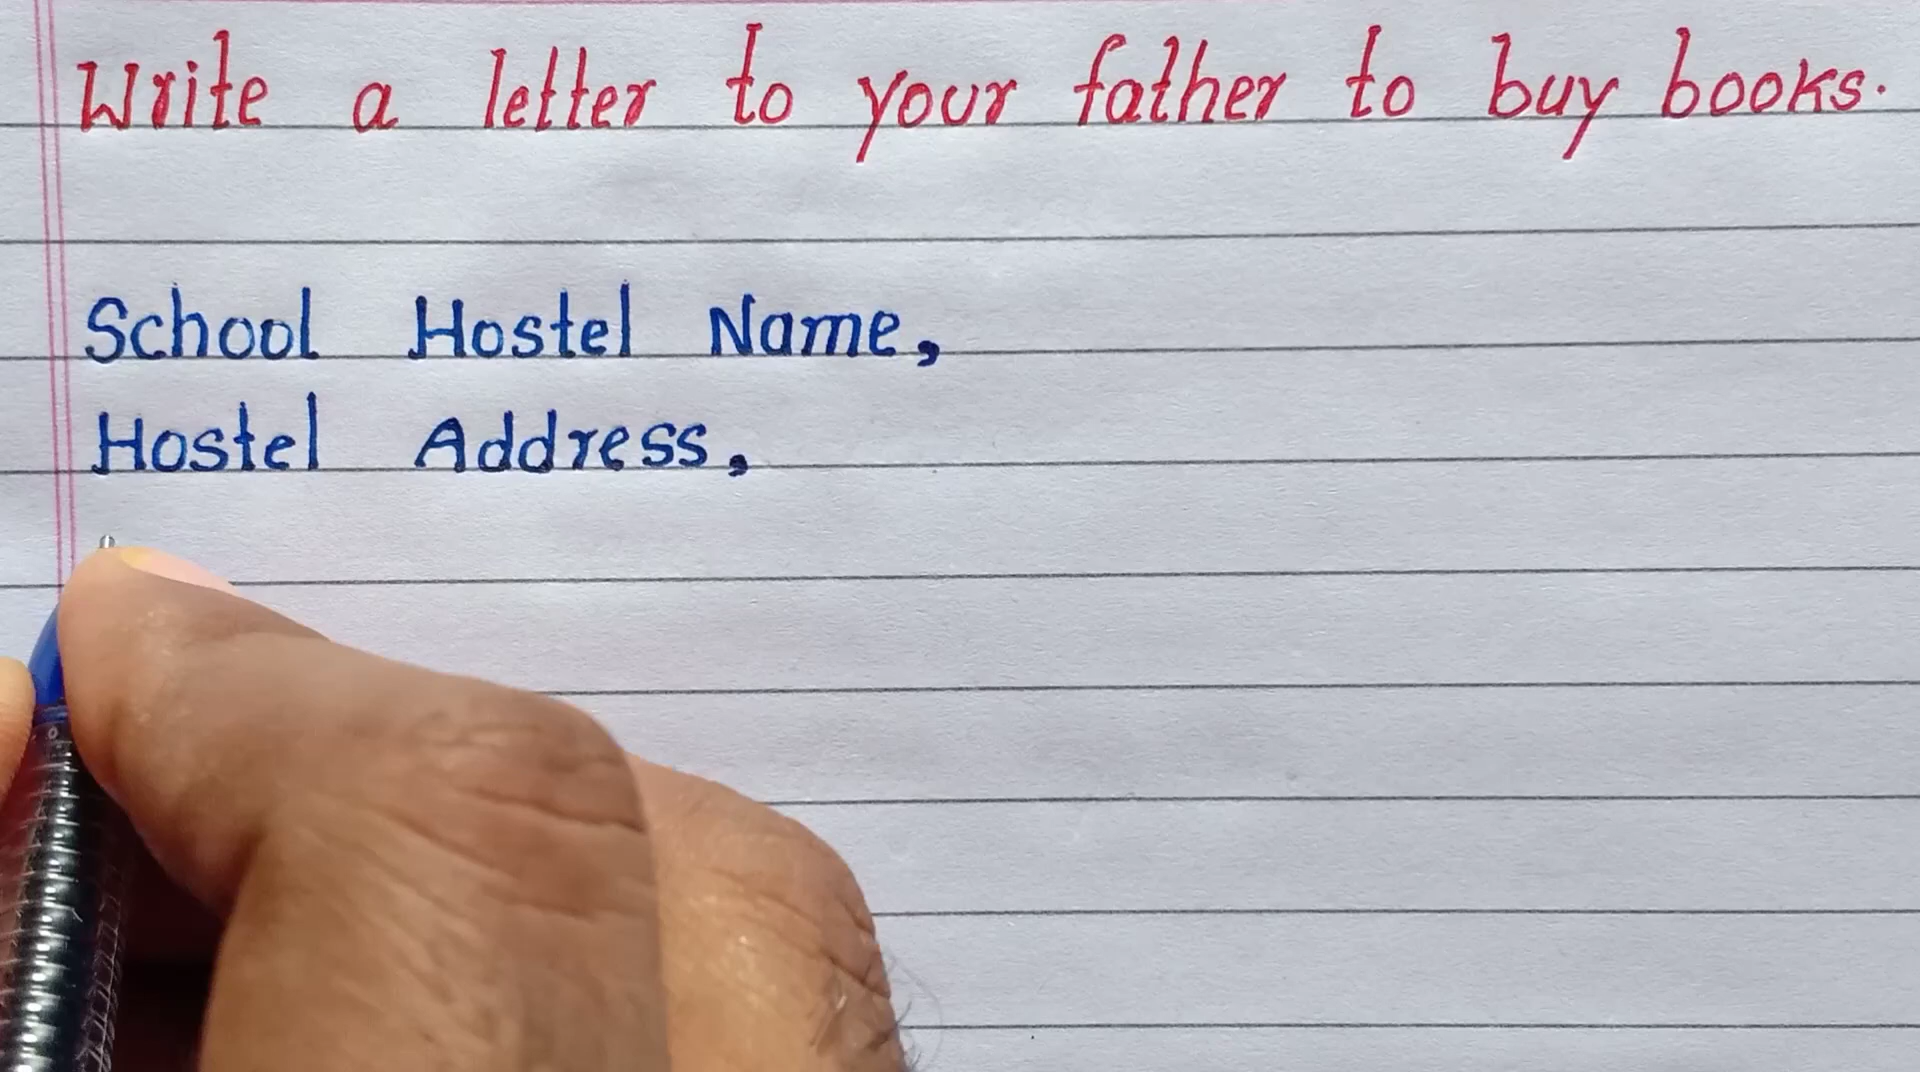 Write a letter to your father to buy books.
School Hostel Name,
Hostel Address,